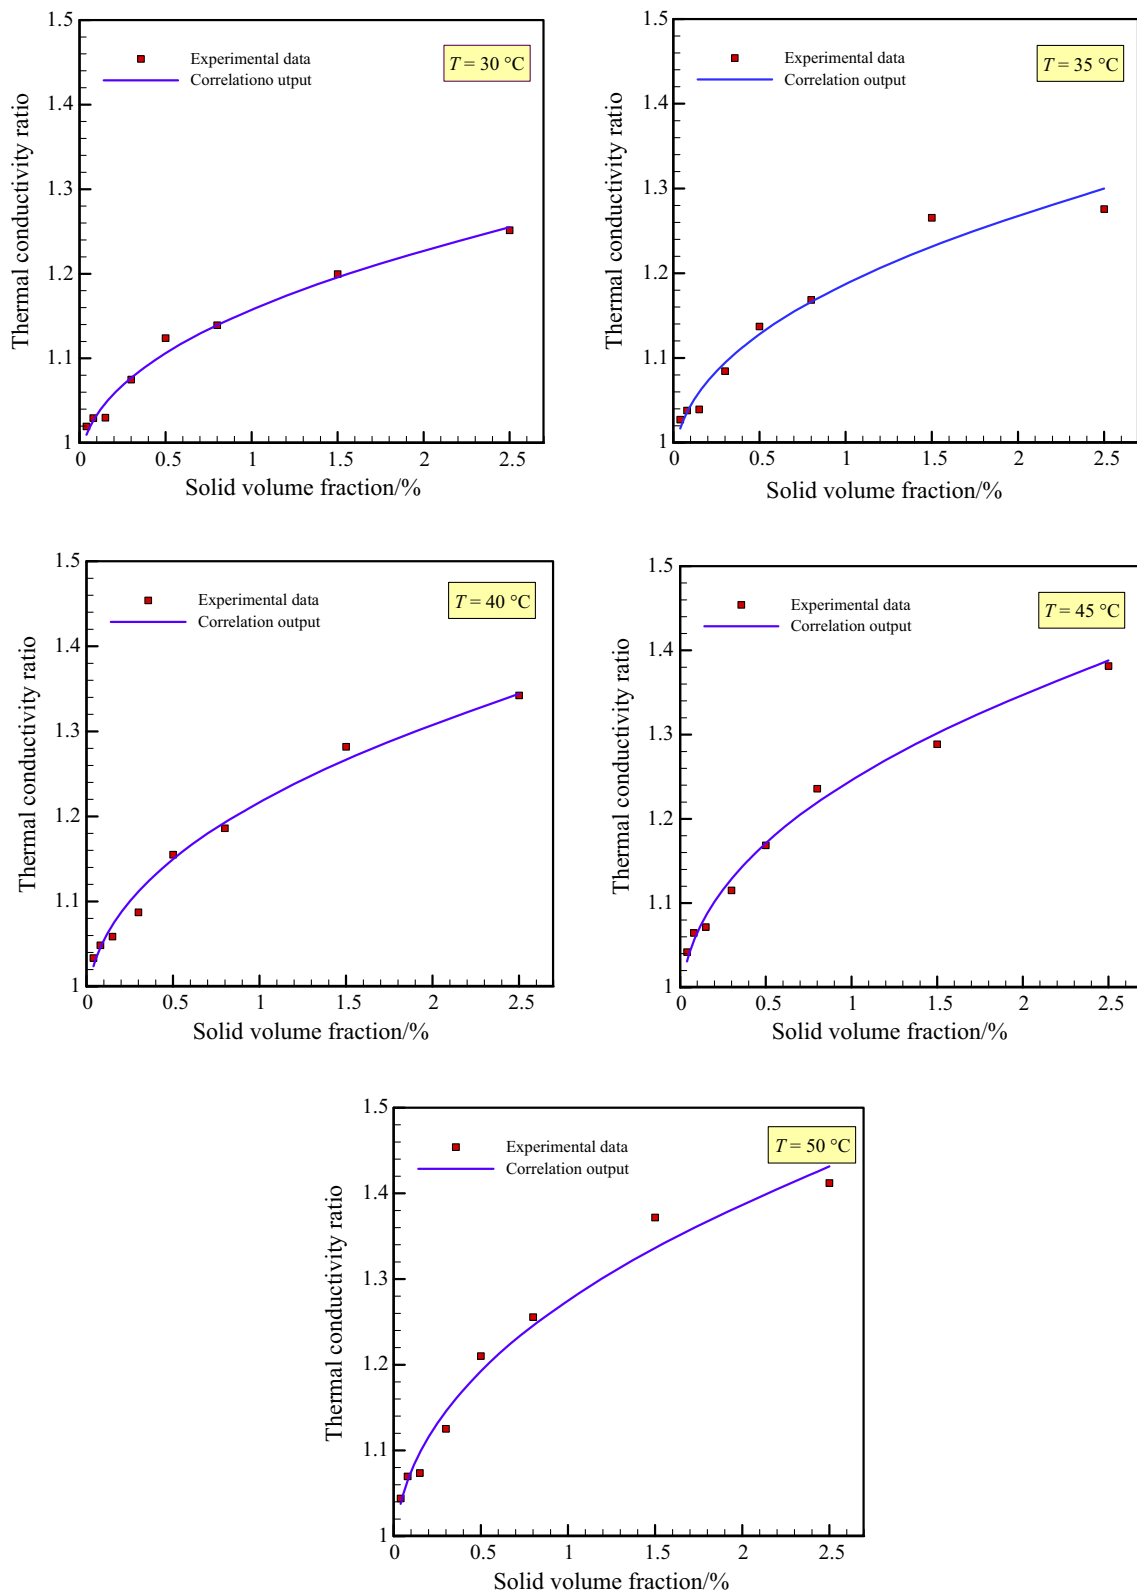 1.5
Experimental data
T = 30 °C
Correlationo utput
1.4
1.3
1.2
1.1
1
0 0.5 1 1.5 2 2.5
Thermal conductivity ratio
Solid volume fraction/%
1.5
Experimental data
T = 35 °C
Correlation output
1.4
1.3
1.2
1.1
1
0 0.5 1 1.5 2 2.5
Thermal conductivity ratio
Solid volume fraction/%
1.5
Experimental data
T = 40 °C
Correlation output
1.4
1.3
1.2
1.1
1
0 0.5 1 1.5 2 2.5
Thermal conductivity ratio
Solid volume fraction/%
1.5
Experimental data
T = 45 °C
Correlation output
1.4
1.3
1.2
1.1
1
0 0.5 1 1.5 2 2.5
Thermal conductivity ratio
Solid volume fraction/%
1.5
Experimental data
T = 50 °C
Correlation output
1.4
1.3
1.2
1.1
1
0 0.5 1 1.5 2 2.5
Thermal conductivity ratio
Solid volume fraction/%